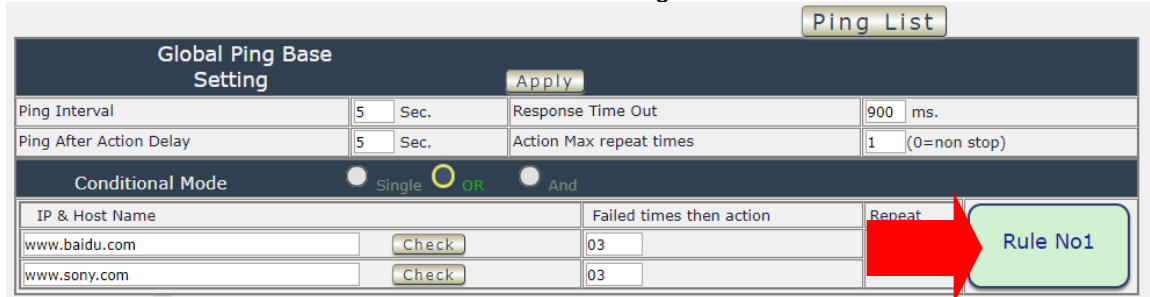 Ping List
Global Ping Base
Setting
Apply
Ping Interval 5 Sec. Response Time Out 900 ms.
Ping After Action Delay 5 Sec. Action Max repeat times 1 (0=non stop)
Conditional Mode Single OR And
IP & Host Name Failed times then action Repeat
www.baidu.com Check 03
Rule No1
www.sony.com Check 03